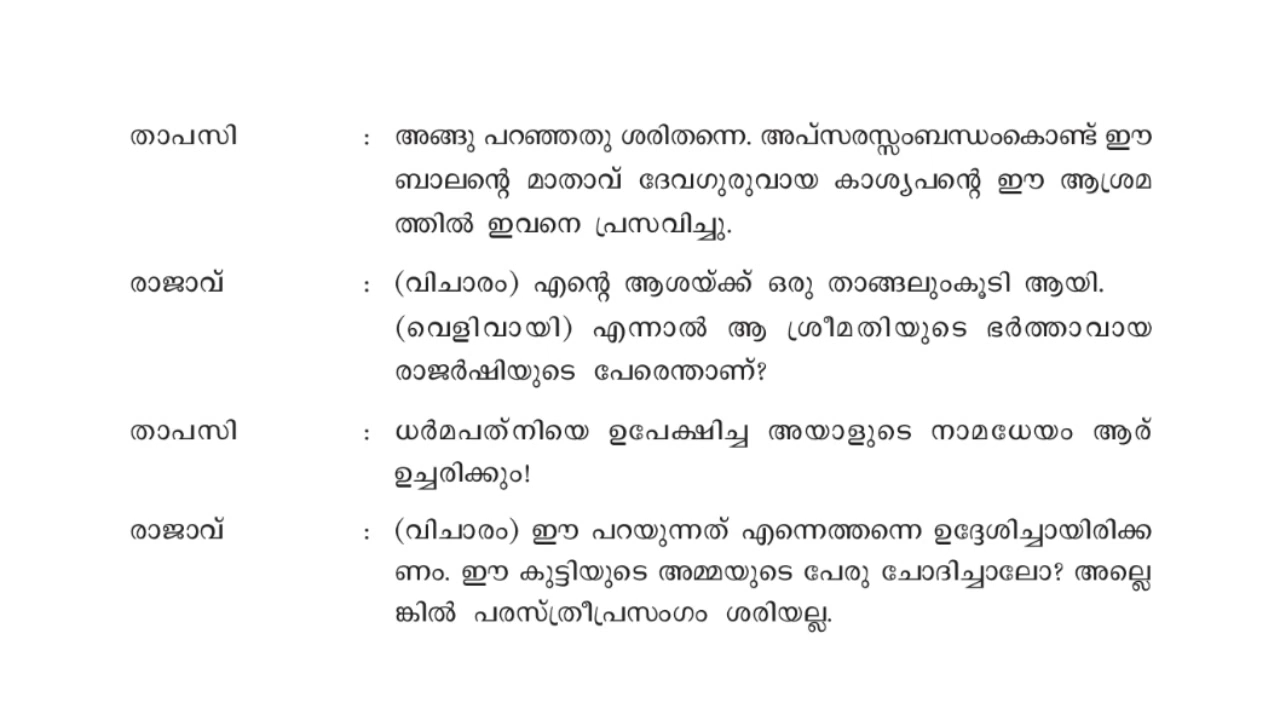 താപസി : അങ്ങു പറഞ്ഞതു ശരിതന്നെ. അപ്സരസ്സംബന്ധംകൊണ്ട് ഈ
ബാലന്റെ മാതാവ് ദേവഗുരുവായ കാശ്യപന്റെ ഈ ആശ്രമ
ത്തിൽ ഇവനെ പ്രസവിച്ചു.
രാജാവ് : (വിചാരം) എന്റെ ആശയ്ക്ക് ഒരു താങ്ങലുംകൂടി ആയി.
(വെളിവായി) എന്നാൽ ആ ശ്രീമതിയുടെ ഭർത്താവായ
രാജർഷിയുടെ പേരെന്താണ്?
താപസി : ധർമപത്നിയെ ഉപേക്ഷിച്ച അയാളുടെ നാമധേയം ആര്
ഉച്ചരിക്കും!
രാജാവ് : (വിചാരം) ഈ പറയുന്നത് എന്നെത്തന്നെ ഉദ്ദേശിച്ചായിരിക്ക
ണം. ഈ കുട്ടിയുടെ അമ്മയുടെ പേരു ചോദിച്ചാലോ? അല്ലെ
ങ്കിൽ പരസ്ത്രീപ്രസംഗം ശരിയല്ല.